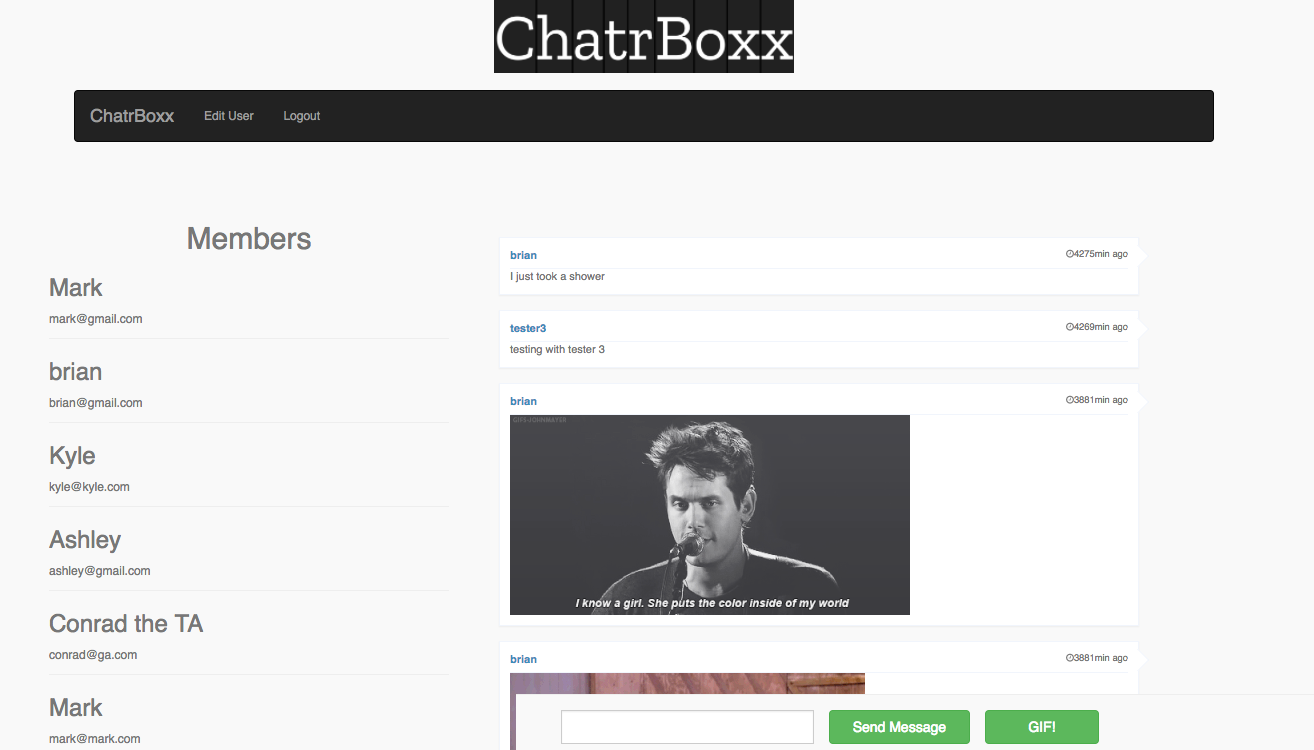 ChatrBoxx
ChatrBoxx Edit User Logout
Members
Mark
mark@gmail.com
brian
brian@gmail.com
Kyle
kyle@kyle.com
Ashley
ashley@gmail.com
Conrad the TA
conrad@ga.com
Mark
mark@mark.com
brian 4275min ago
I just took a shower
tester3 4269min ago
testing with tester 3
brian 3881min ago
I know a girl. She puts the color inside of my world
brian 3881min ago
Send Message GIF!